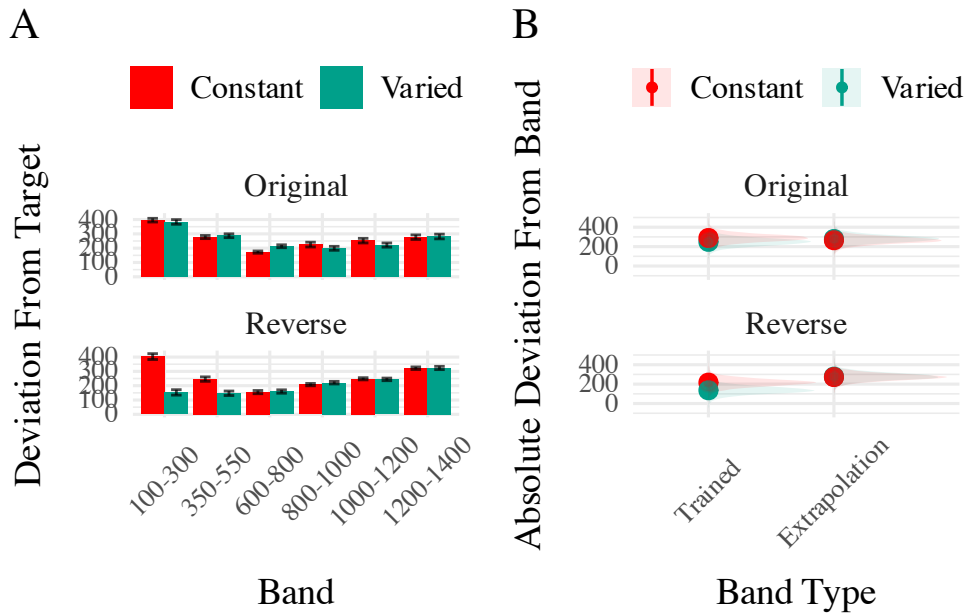 A
Constant
Varied
Deviation From Target
Original
400
300
200
100
0
Reverse
400
300
200
100
0
100-300
350-550
600-800
800-1000
1000-1200
1200-1400
Band
B
Constant
Varied
Absolute Deviation From Band
Original
400
200
0
Reverse
400
200
0
Trained
Extrapolation
Band Type